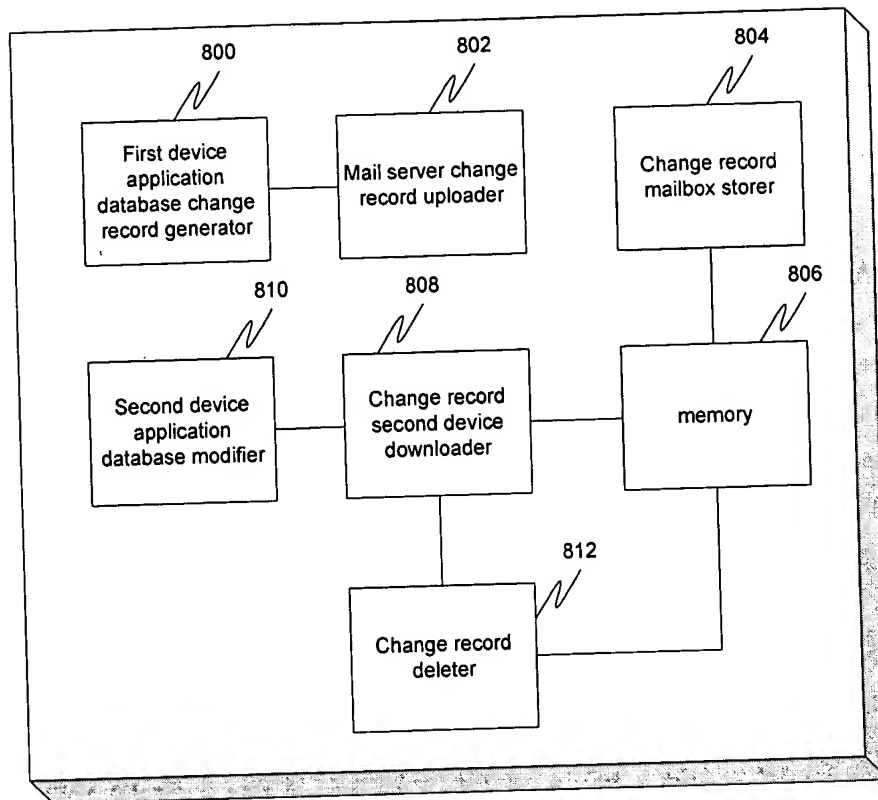 800
802
804
First device
application
database change
record generator
Mail server change
record uploader
Change record
mailbox storer
810
808
806
Second device
application
database modifier
Change record
second device
downloader
memory
812
Change record
deleter